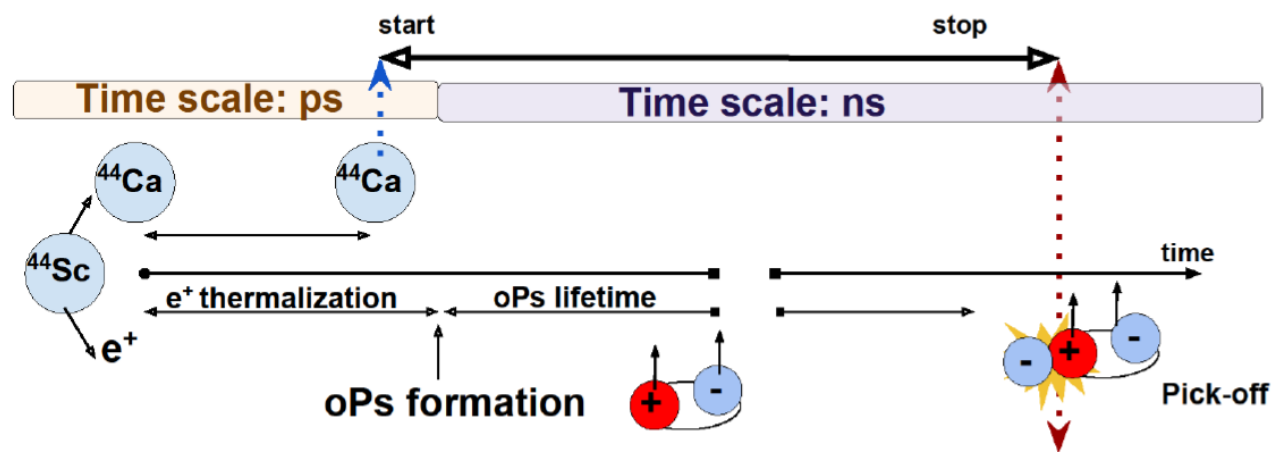 start
stop
Time scale: ps
Time scale: ns
⁴⁴Ca
⁴⁴Ca
⁴⁴Sc
time
e⁺ thermalization
oPs lifetime
e⁺
oPs formation
+
-
-
+
-
Pick-off